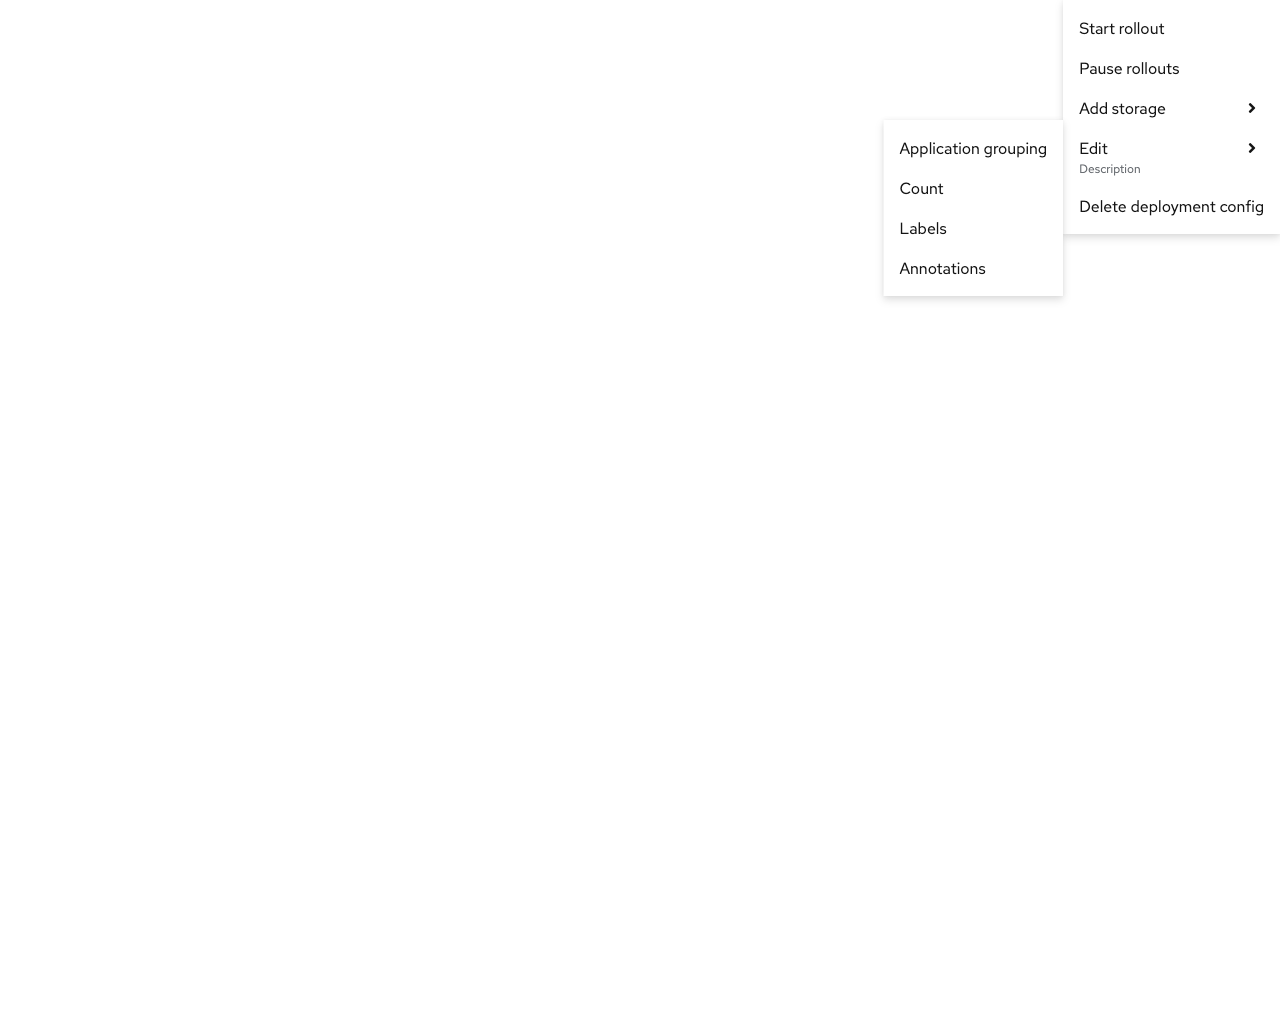 Start rollout
Pause rollouts
Add storage
Edit
Description
Delete deployment config
Application grouping
Count
Labels
Annotations